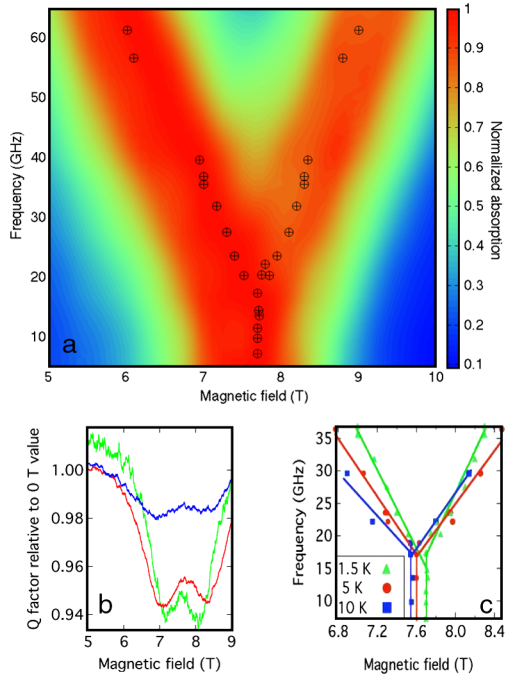 60
50
40
30
20
10
Frequency (GHz)
a
5 6 7 8 9 10
Magnetic field (T)
1
0.9
0.8
0.7
0.6
0.5
0.4
0.3
0.2
0.1
Normalized absorption
1.00
0.98
0.96
0.94
Q factor relative to 0 T value
b
5 6 7 8 9
Magnetic field (T)
35
30
25
20
15
10
Frequency (GHz)
1.5 K
5 K
10 K
c
6.8 7.2 7.6 8.0 8.4
Magnetic field (T)